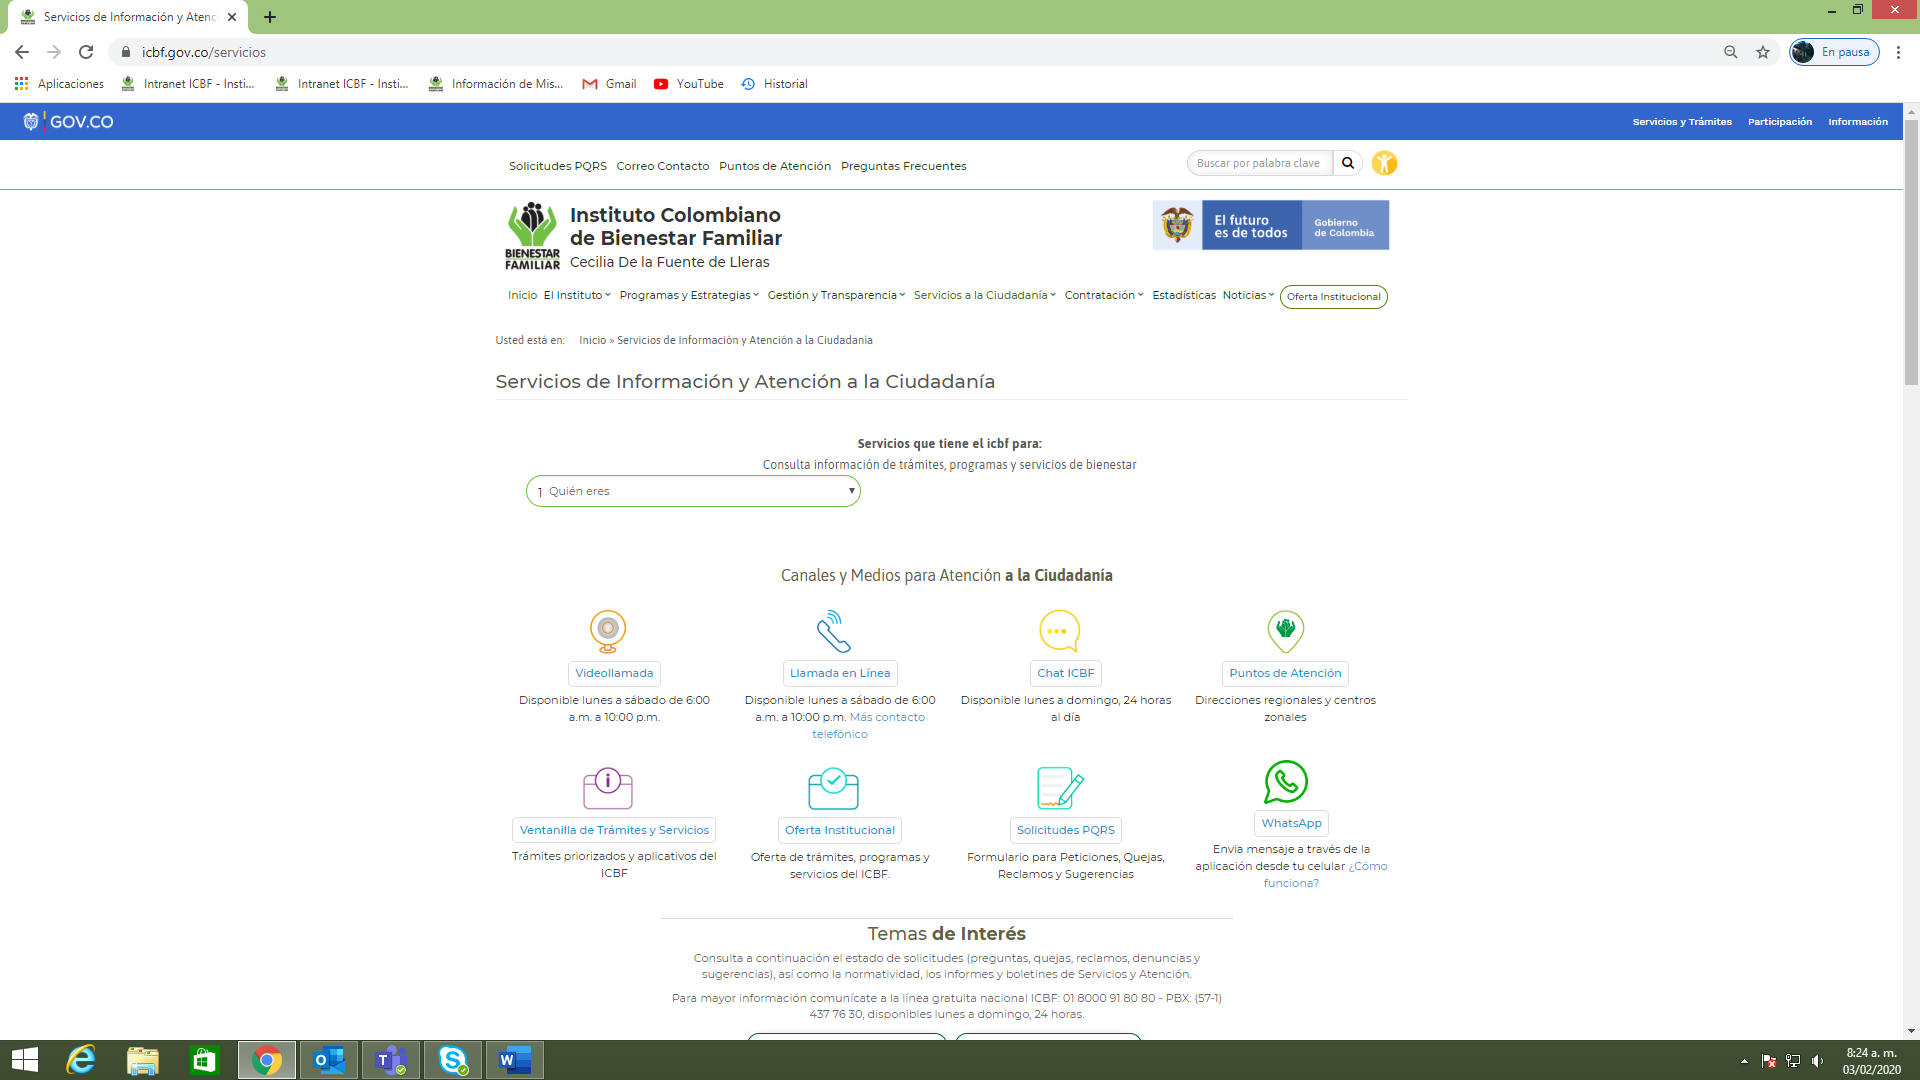 Servicios de Información y Atenc
icbf.gov.co/servicios
En pausa
Aplicaciones
Intranet ICBF - Insti...
Intranet ICBF - Insti...
Información de Mis...
Gmail
YouTube
Historial
GOV.CO
Servicios y Trámites
Participación
Información
Solicitudes PQRS
Correo Contacto
Puntos de Atención
Preguntas Frecuentes
Buscar por palabra clave
BIENESTAR
FAMILIAR
Instituto Colombiano
de Bienestar Familiar
Cecilia De la Fuente de Lleras
El futuro
es de todos
Gobierno
de Colombia
Inicio
El Instituto
Programas y Estrategias
Gestión y Transparencia
Servicios a la Ciudadanía
Contratación
Estadísticas
Noticias
Oferta Institucional
Usted está en: Inicio » Servicios de Información y Atención a la Ciudadanía
Servicios de Información y Atención a la Ciudadanía
Servicios que tiene el icbf para:
Consulta información de trámites, programas y servicios de bienestar
1 Quién eres
Canales y Medios para Atención a la Ciudadanía
Videollamada
Disponible lunes a sábado de 6:00
a.m. a 10:00 p.m.
Llamada en Línea
Disponible lunes a sábado de 6:00
a.m. a 10:00 p.m. Más contacto
telefónico
Chat ICBF
Disponible lunes a domingo, 24 horas
al día
Puntos de Atención
Direcciones regionales y centros
zonales
Ventanilla de Trámites y Servicios
Trámites priorizados y aplicativos del
ICBF
Oferta Institucional
Oferta de trámites, programas y
servicios del ICBF.
Solicitudes PQRS
Formulario para Peticiones, Quejas,
Reclamos y Sugerencias
WhatsApp
Envia mensaje a través de la
aplicación desde tu celular ¿Cómo
funciona?
Temas de Interés
Consulta a continuación el estado de solicitudes (preguntas, quejas, reclamos, denuncias y
sugerencias), así como la normatividad, los informes y boletines de Servicios y Atención.
Para mayor información comunícate a la línea gratuita nacional ICBF: 01 8000 91 80 80 - PBX: (57-1)
437 76 30, disponibles lunes a domingo, 24 horas.
8:24 a. m.
03/02/2020